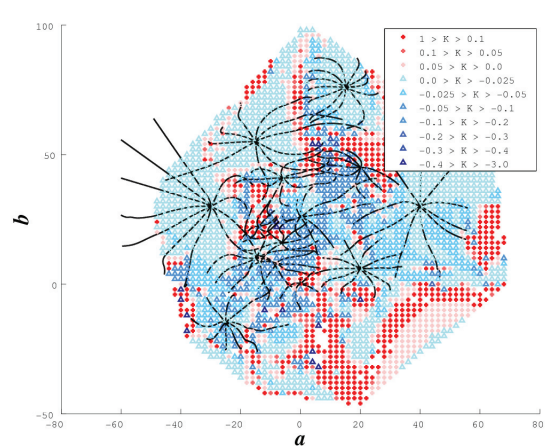 100
50
0
−50
b
1 > K > 0.1
0.1 > K > 0.05
0.05 > K > 0.0
0.0 > K > −0.025
−0.025 > K > −0.05
−0.05 > K > −0.1
−0.1 > K > −0.2
−0.2 > K > −0.3
−0.3 > K > −0.4
−0.4 > K > −3.0
−80 −60 −40 −20 0 20 40 60 80
a